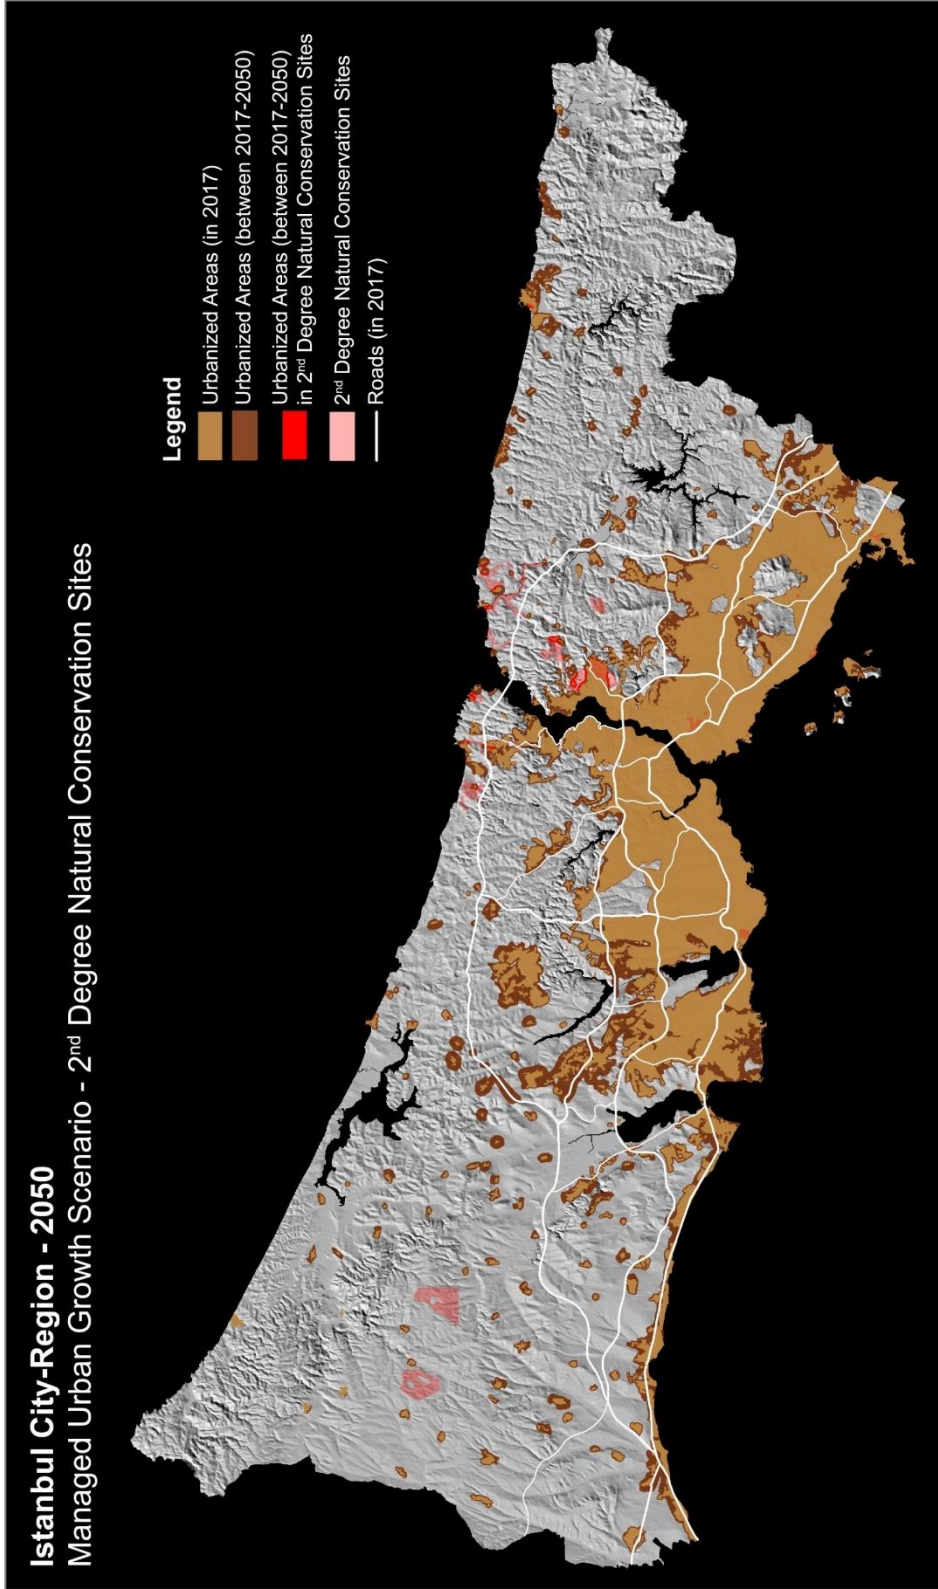 Istanbul City-Region - 2050
Managed Urban Growth Scenario - 2nd Degree Natural Conservation Sites
Legend
Urbanized Areas (in 2017)
Urbanized Areas (between 2017-2050)
Urbanized Areas (between 2017-2050)
in 2nd Degree Natural Conservation Sites
2nd Degree Natural Conservation Sites
Roads (in 2017)